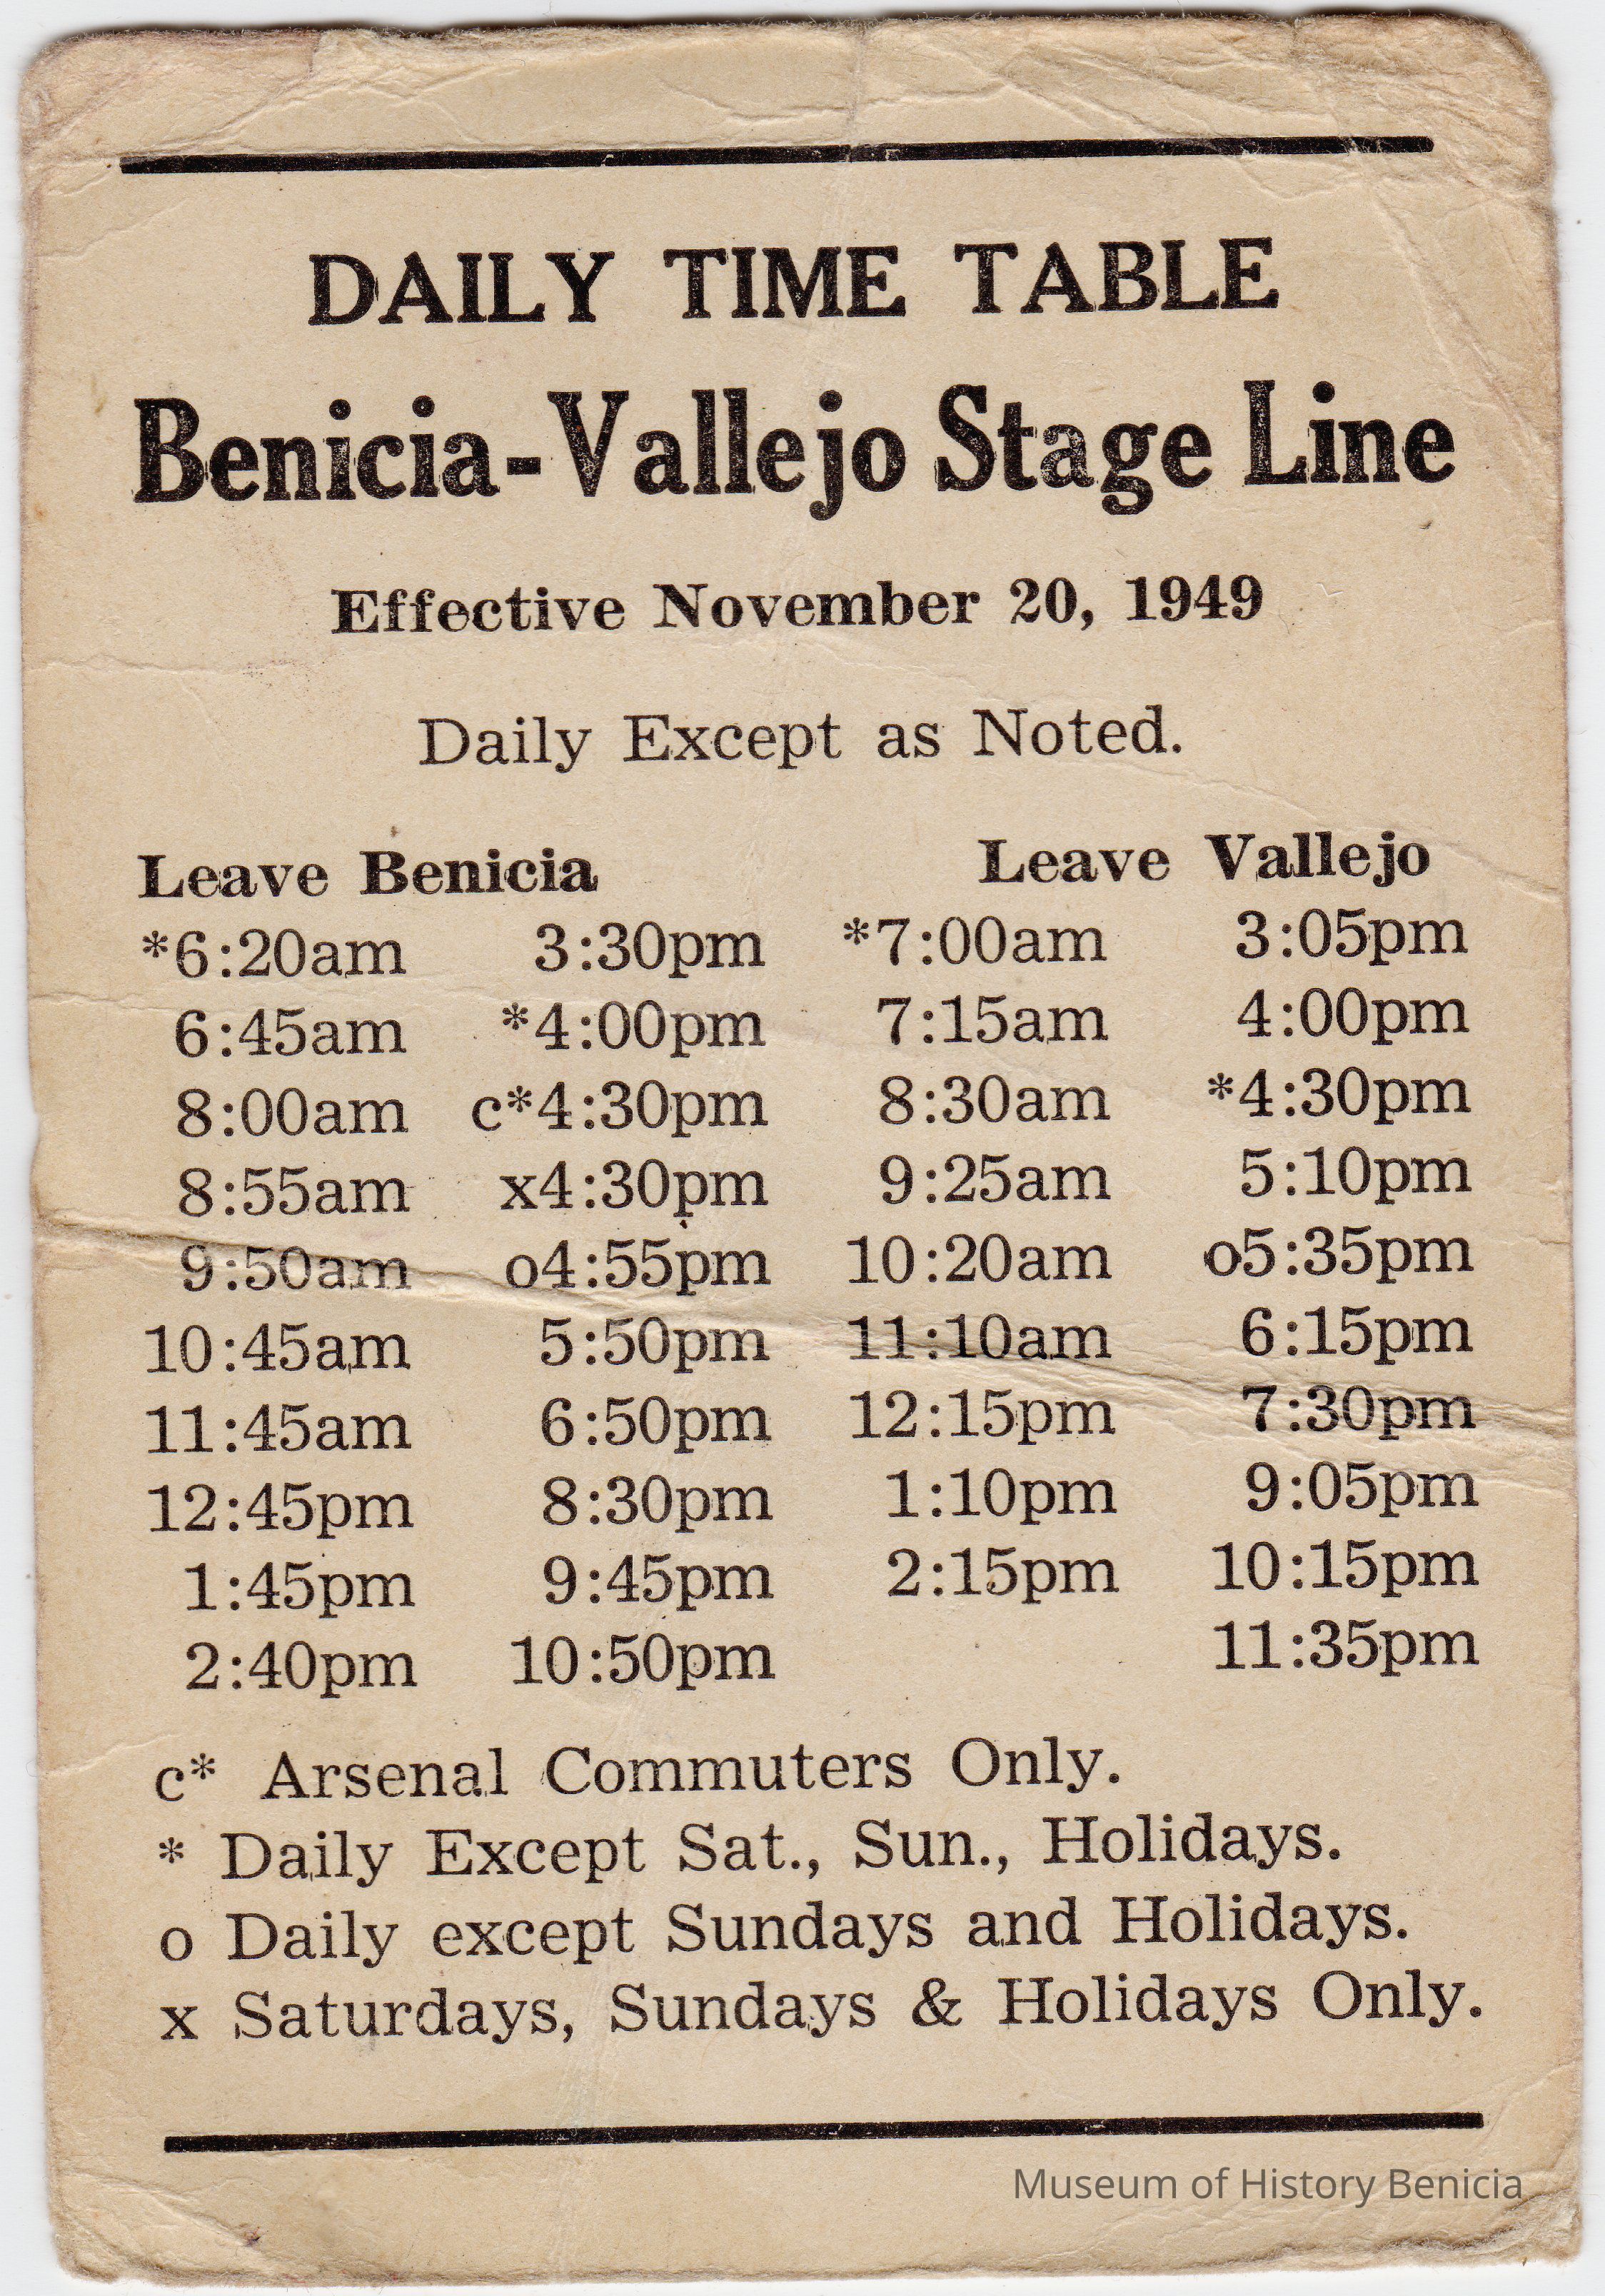 DAILY TIME TABLE
Benicia-Vallejo Stage Line
Effective November 20, 1949
Daily Except as Noted.
Leave Benicia Leave Vallejo
*6:20am 3:30pm *7:00am 3:05pm
6:45am *4:00pm 7:15am 4:00pm
8:00am c*4:30pm 8:30am *4:30pm
8:55am x4:30pm 9:25am 5:10pm
9:50am o4:55pm 10:20am o5:35pm
10:45am 5:50pm 11:10am 6:15pm
11:45am 6:50pm 12:15pm 7:30pm
12:45pm 8:30pm 1:10pm 9:05pm
1:45pm 9:45pm 2:15pm 10:15pm
2:40pm 10:50pm 11:35pm
c* Arsenal Commuters Only.
* Daily Except Sat., Sun., Holidays.
o Daily except Sundays and Holidays.
x Saturdays, Sundays & Holidays Only.
Museum of History Benicia